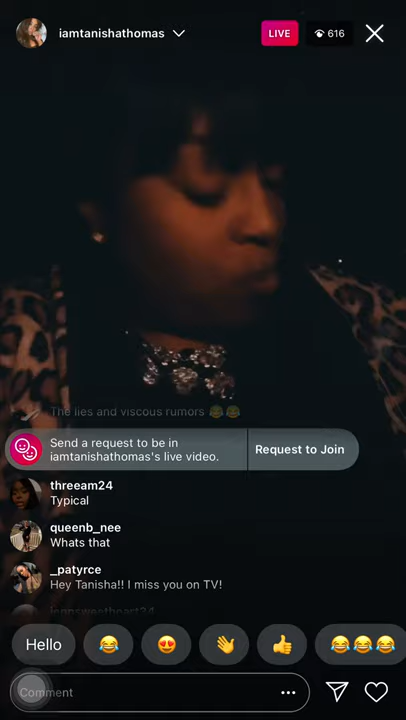 iamtanishathomas
LIVE
616
The lies and viscous rumors 😂😂
Send a request to be in
iamtanishathomas's live video.
Request to Join
threeam24
Typical
queenb_nee
Whats that
_patyrce
Hey Tanisha!! I miss you on TV!
Hello
😂
😍
👋
👍
😂😂😂
Comment